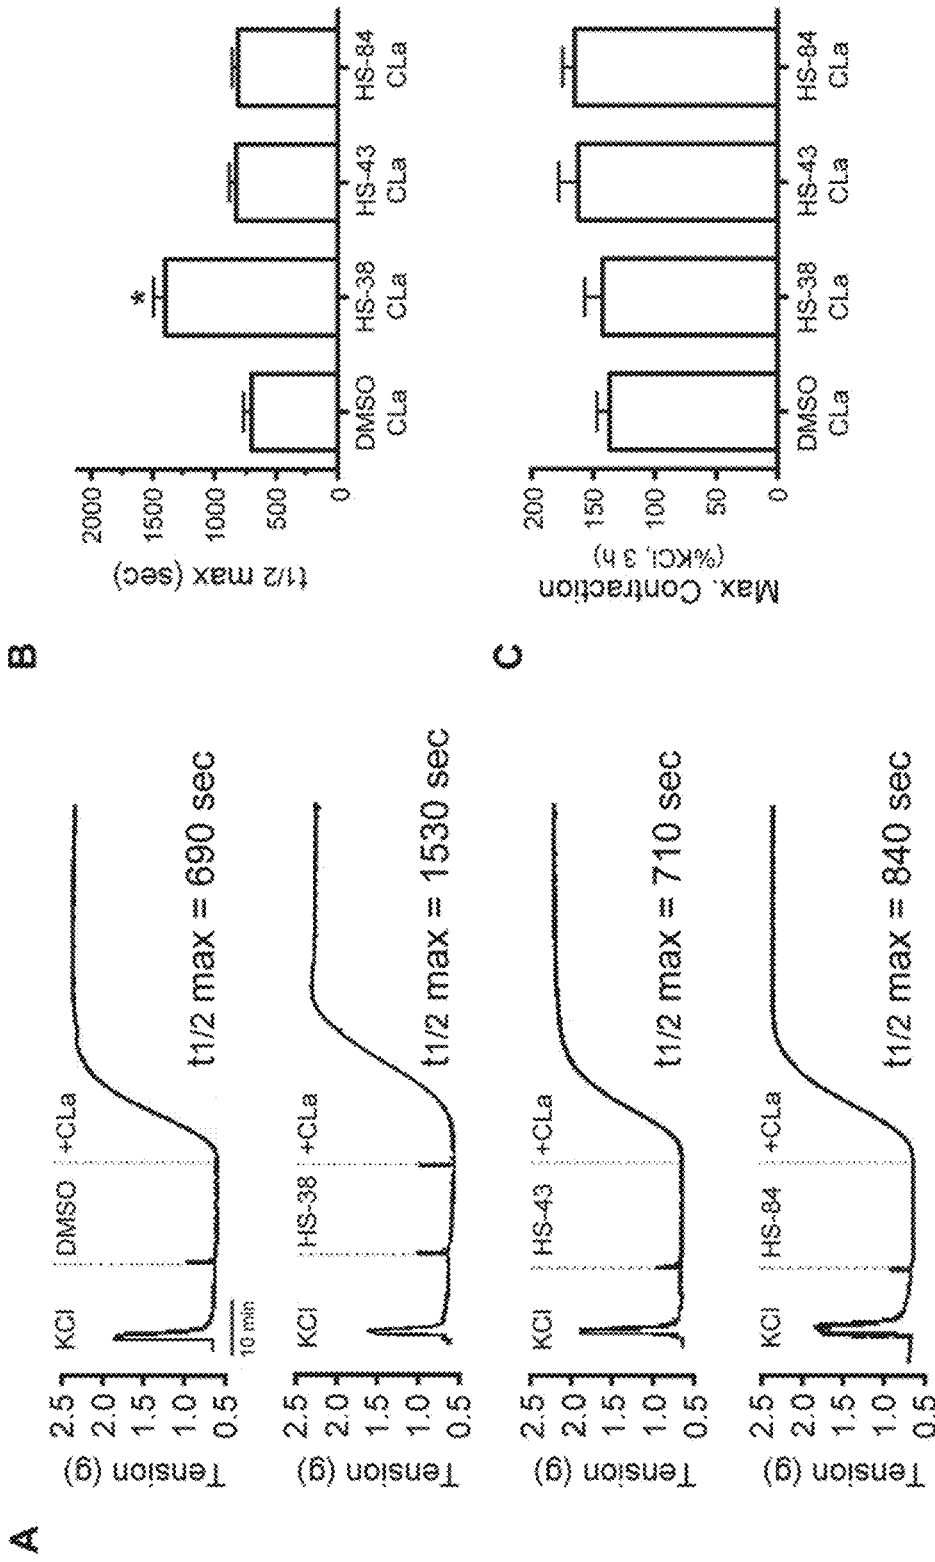 A
Tension (g)
2.5
2.0
1.5
1.0
0.5
KCl
DMSO
+CLa
10 min
t1/2 max = 690 sec
Tension (g)
2.5
2.0
1.5
1.0
0.5
KCl
HS-38
+CLa
t1/2 max = 1530 sec
Tension (g)
2.5
2.0
1.5
1.0
0.5
KCl
HS-43
+CLa
t1/2 max = 710 sec
Tension (g)
2.5
2.0
1.5
1.0
0.5
KCl
HS-84
+CLa
t1/2 max = 840 sec
B
t1/2 max (sec)
2000
1500
1000
500
0
*
DMSO HS-38 HS-43 HS-84
CLa CLa CLa CLa
C
Max. Contraction
(%KCl, 3 h)
200
150
100
50
0
DMSO HS-38 HS-43 HS-84
CLa CLa CLa CLa